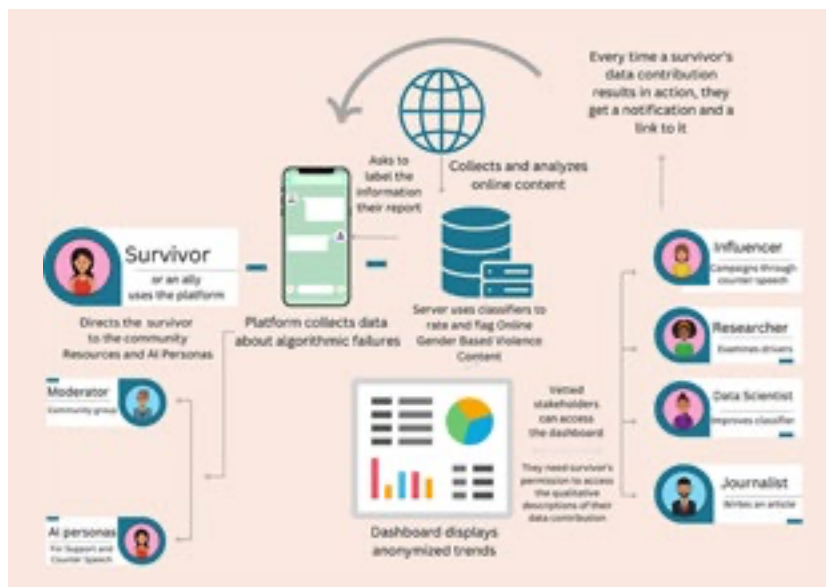 Every time a survivor's
data contribution
results in action, they
get a notification and a
link to it
Asks to
label the
information
their report
Collects and analyzes
online content
Survivor
or an ally
uses the platform
Directs the survivor
to the community
Resources and AI Personas
Platform collects data
about algorithmic failures
Server uses classifiers to
rate and flag Online
Gender Based Violence
Content
Moderator
Community group
AI personas
For Support and
Counter Speech
Vetted
stakeholders
can access
the dashboard
They need survivor's
permission to access
the qualitative
descriptions of their
data contribution
Dashboard displays
anonymized trends
Influencer
Campaigns through
counter speech
Researcher
Examines drivers
Data Scientist
Improves classifier
Journalist
Writes an article